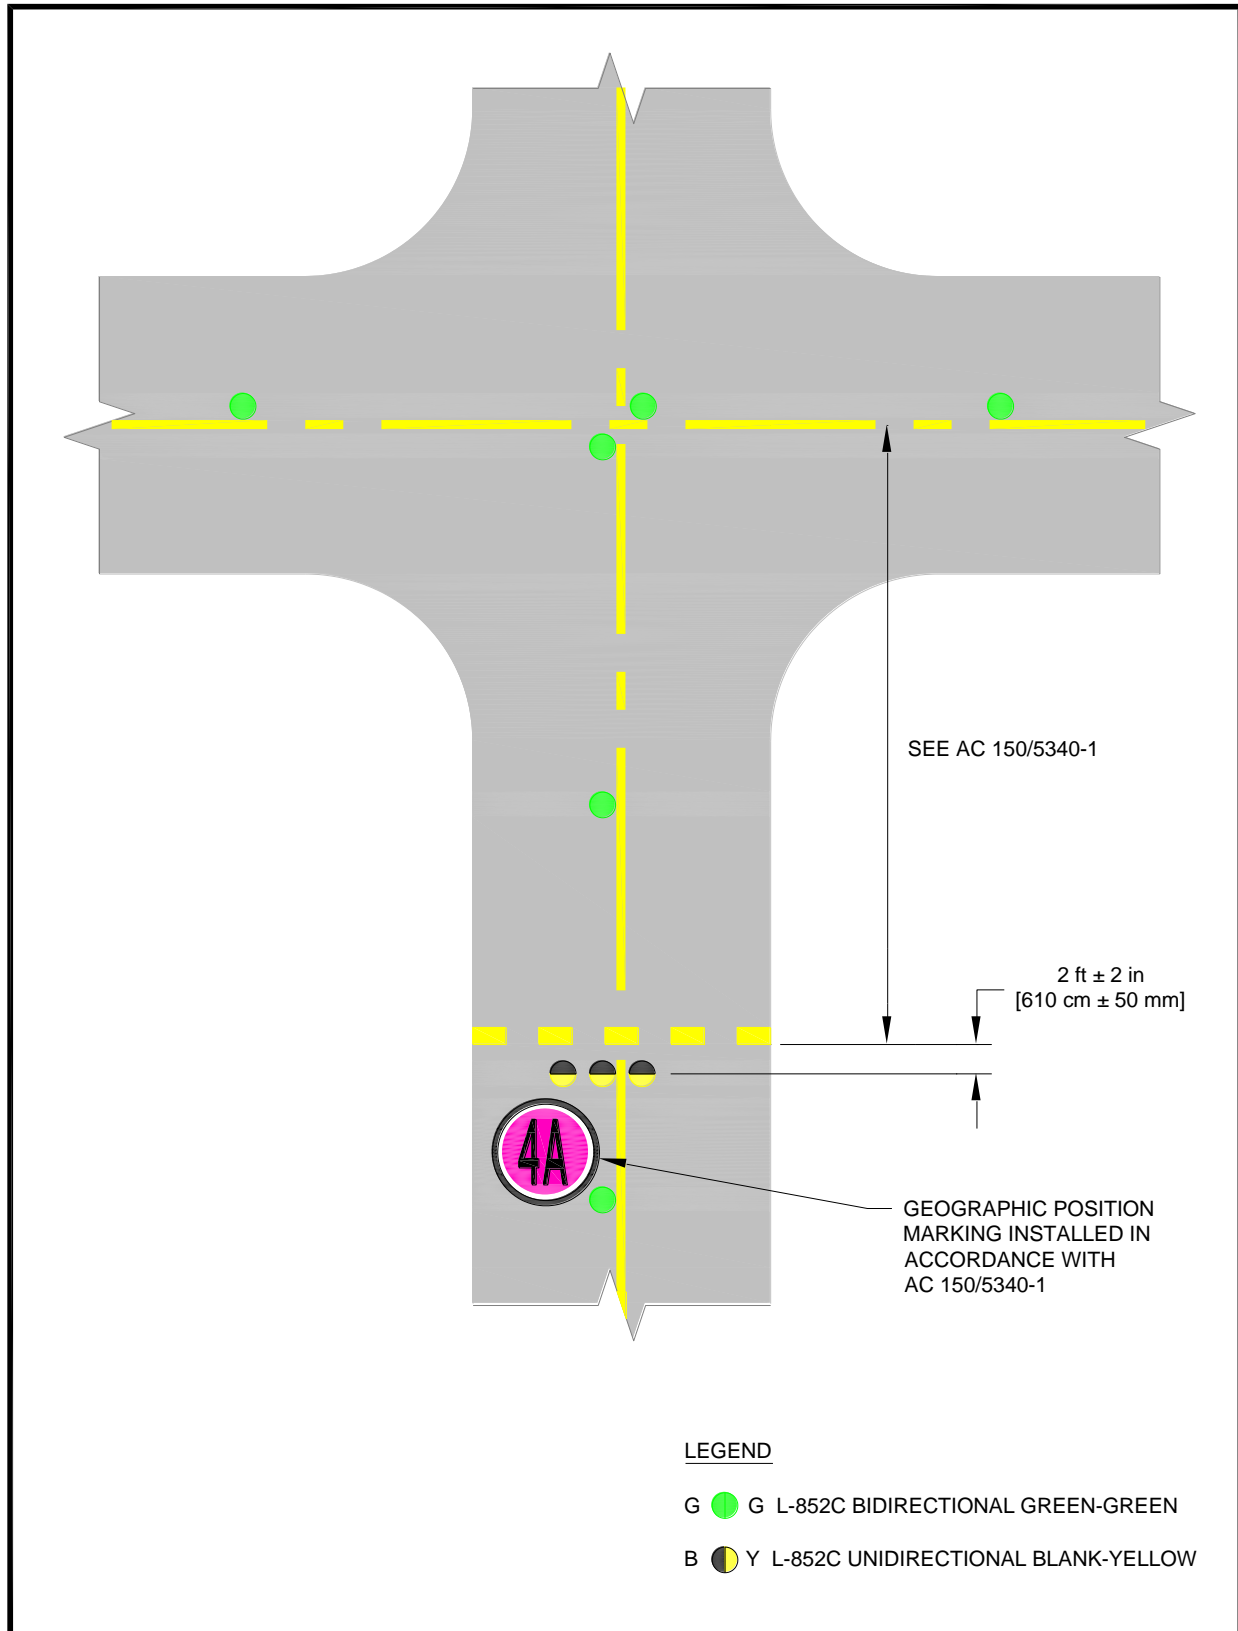 SEE AC 150/5340-1
2 ft ± 2 in
[610 cm ± 50 mm]
4A
GEOGRAPHIC POSITION
MARKING INSTALLED IN
ACCORDANCE WITH
AC 150/5340-1
LEGEND
G G L-852C BIDIRECTIONAL GREEN-GREEN
B Y L-852C UNIDIRECTIONAL BLANK-YELLOW